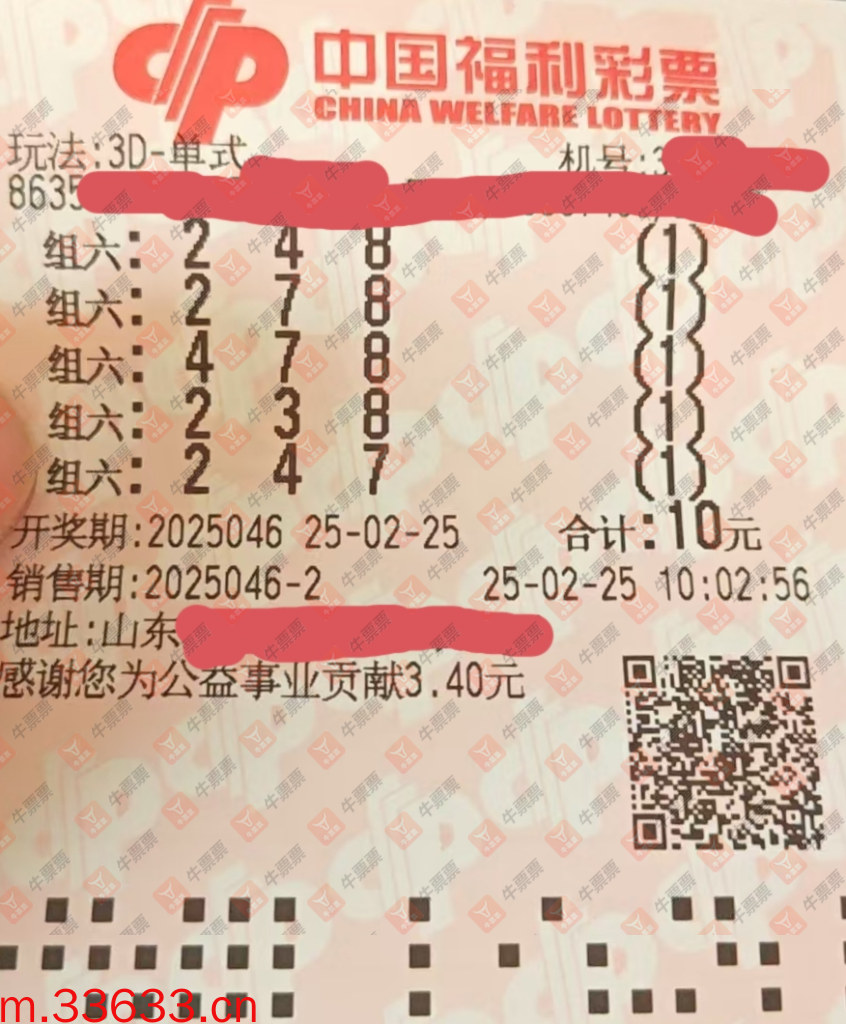 中国福利彩票
CHINA WELFARE LOTTERY
玩法:3D-单式 机号:3
8635
组六: 2 4 8 (1)
组六: 2 7 8 (1)
组六: 4 7 8 (1)
组六: 2 3 8 (1)
组六: 2 4 7 (1)
开奖期:2025046 25-02-25 合计:10元
销售期:2025046-2 25-02-25 10:02:56
地址:山东
感谢您为公益事业贡献3.40元
牛票票
m.33633.cn